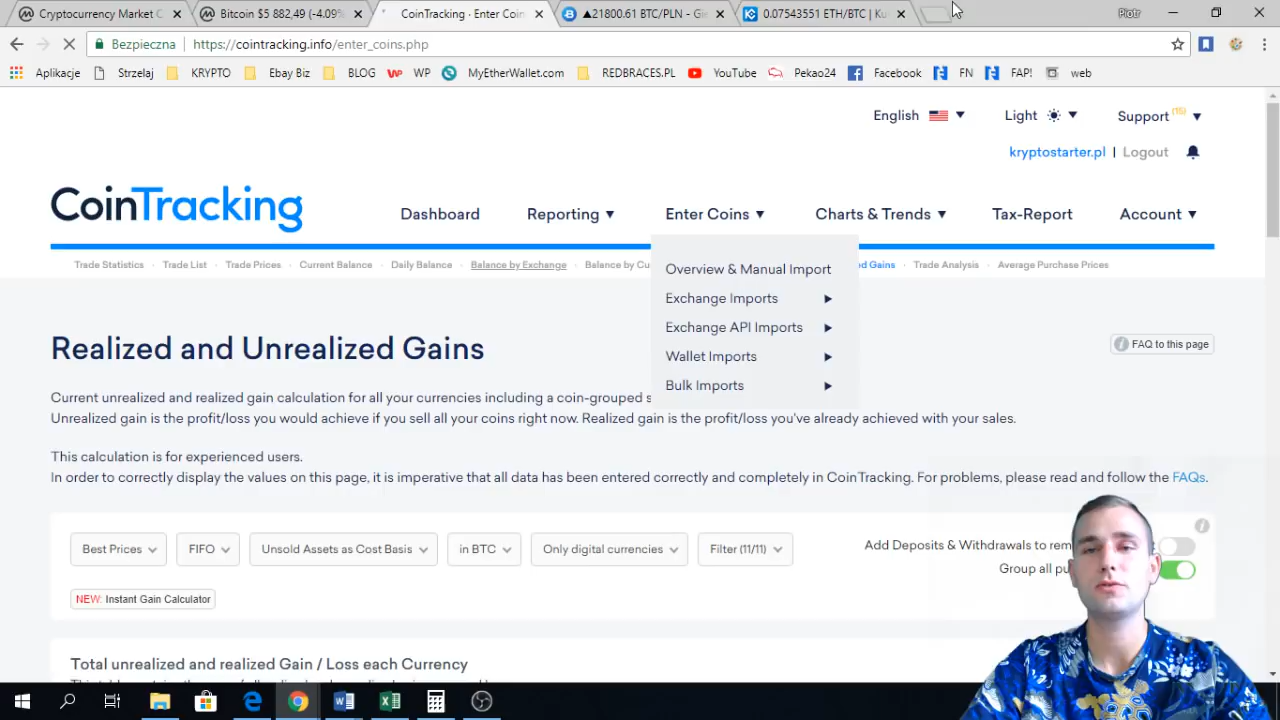 Cryptocurrency Market C
Bitcoin $5 882,49 (-4.09%
CoinTracking · Enter Coin
▲21800.61 BTC/PLN - Gi
0.07543551 ETH/BTC | Ku
Piotr
Bezpieczna
https://cointracking.info/enter_coins.php
Aplikacje
Strzelaj
KRYPTO
Ebay Biz
BLOG
WP
MyEtherWallet.com
REDBRACES.PL
YouTube
Pekao24
Facebook
FN
FAP!
web
English
Light
Support (15)
kryptostarter.pl | Logout
CoinTracking
Dashboard
Reporting
Enter Coins
Charts & Trends
Tax-Report
Account
Trade Statistics
Trade List
Trade Prices
Current Balance
Daily Balance
Balance by Exchange
Balance by Cu
ed Gains
Trade Analysis
Average Purchase Prices
Overview & Manual Import
Exchange Imports
Exchange API Imports
Wallet Imports
Bulk Imports
Realized and Unrealized Gains
FAQ to this page
Current unrealized and realized gain calculation for all your currencies including a coin-grouped s
Unrealized gain is the profit/loss you would achieve if you sell all your coins right now. Realized gain is the profit/loss you've already achieved with your sales.
This calculation is for experienced users.
In order to correctly display the values on this page, it is imperative that all data has been entered correctly and completely in CoinTracking. For problems, please read and follow the FAQs.
Best Prices
FIFO
Unsold Assets as Cost Basis
in BTC
Only digital currencies
Filter (11/11)
Add Deposits & Withdrawals to rem
Group all pu
NEW: Instant Gain Calculator
Total unrealized and realized Gain / Loss each Currency